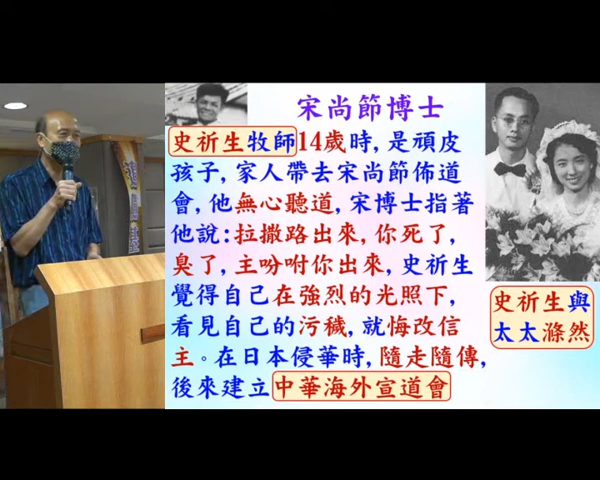 宋尚節博士
史祈生牧師14歲時,是頑皮
孩子,家人帶去宋尚節佈道
會,他無心聽道,宋博士指著
他說:拉撒路出來,你死了,
臭了,主吩咐你出來,史祈生
覺得自己在強烈的光照下,
看見自己的污穢,就悔改信
主。在日本侵華時,隨走隨傳,
後來建立中華海外宣道會
史祈生與
太太滌然